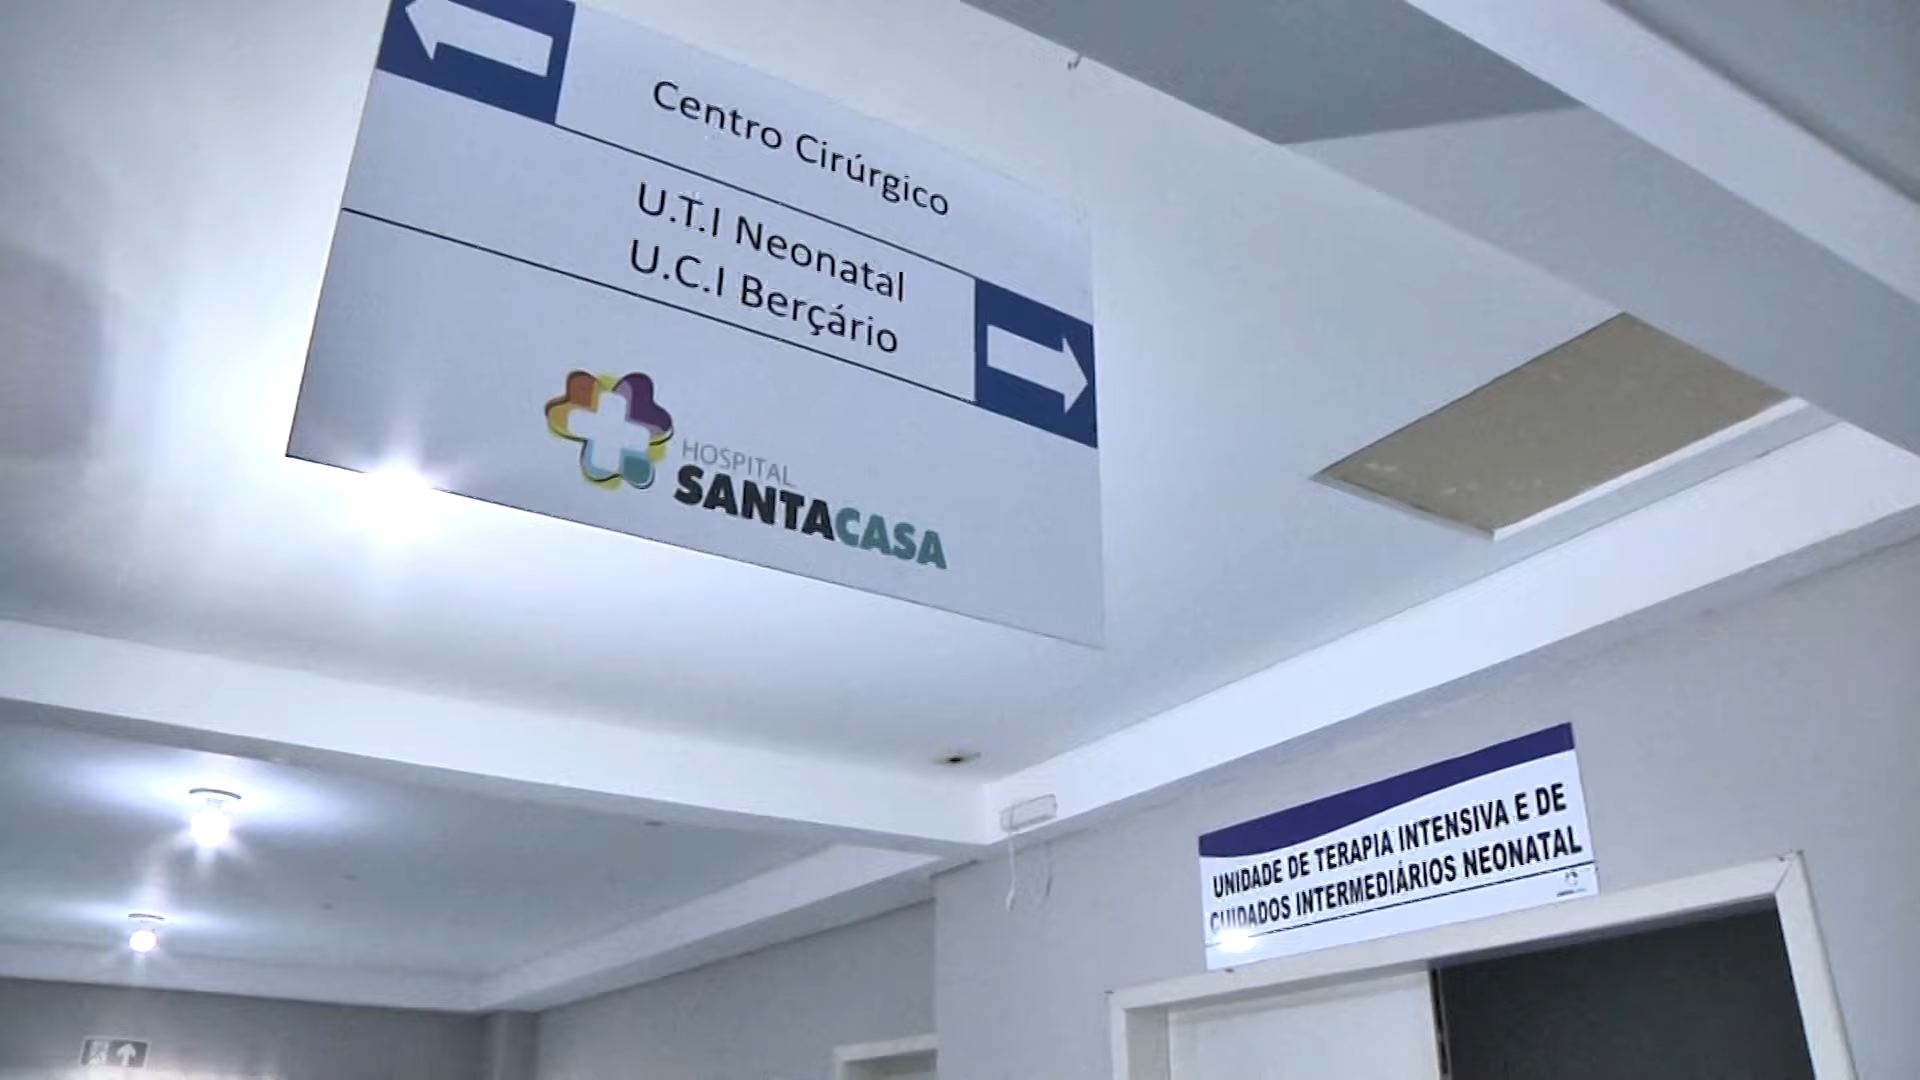 Centro Cirúrgico
U.T.I Neonatal
U.C.I Berçário
HOSPITAL
SANTACASA
UNIDADE DE TERAPIA INTENSIVA E DE
CUIDADOS INTERMEDIÁRIOS NEONATAL